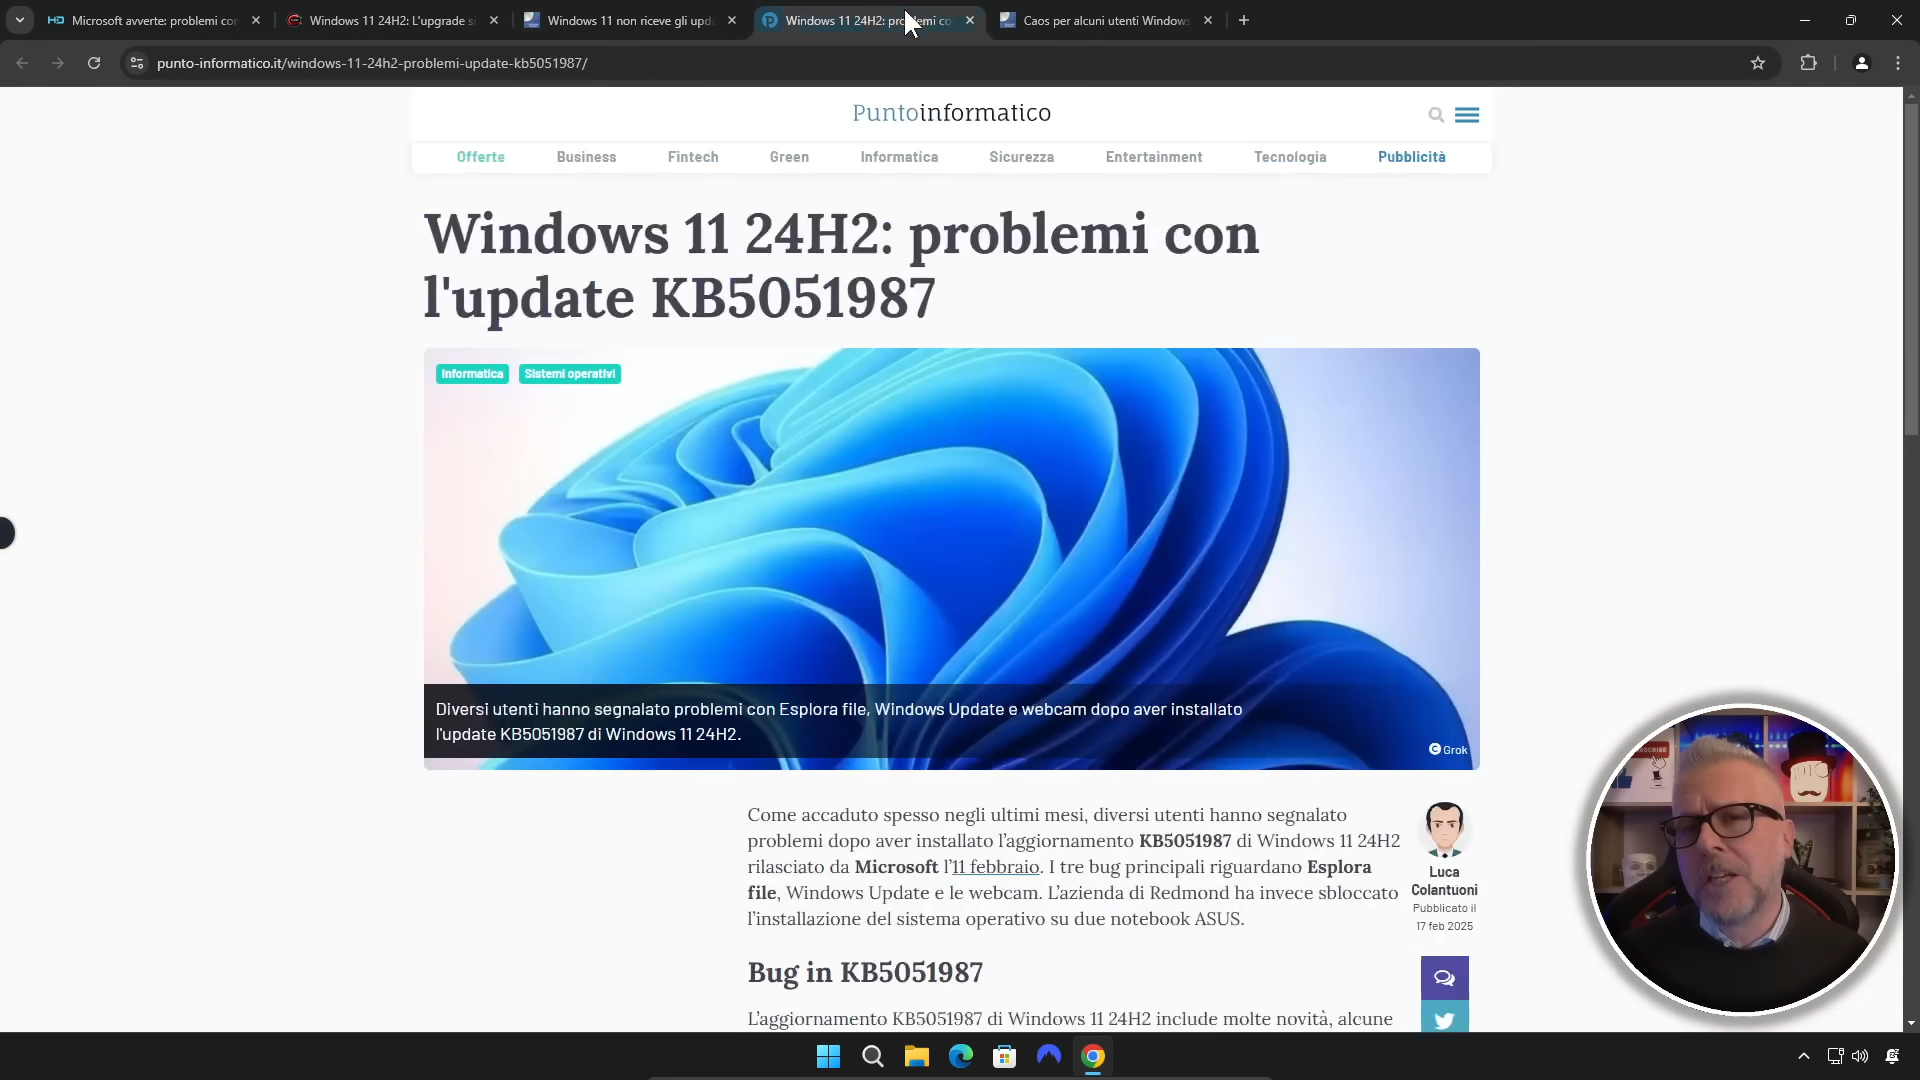 Microsoft avverte: problemi co
Windows 11 24H2: L'upgrade s
Windows 11 non riceve gli upd
Windows 11 24H2: problemi co
Caos per alcuni utenti Windows
punto-informatico.it/windows-11-24h2-problemi-update-kb5051987/
Puntoinformatico
Offerte Business Fintech Green Informatica Sicurezza Entertainment Tecnologia Pubblicità
Windows 11 24H2: problemi con
l'update KB5051987
Informatica Sistemi operativi
Diversi utenti hanno segnalato problemi con Esplora file, Windows Update e webcam dopo aver installato
l'update KB5051987 di Windows 11 24H2.
Grok
Come accaduto spesso negli ultimi mesi, diversi utenti hanno segnalato
problemi dopo aver installato l'aggiornamento KB5051987 di Windows 11 24H2
rilasciato da Microsoft l'11 febbraio. I tre bug principali riguardano Esplora
file, Windows Update e le webcam. L'azienda di Redmond ha invece sbloccato
l'installazione del sistema operativo su due notebook ASUS.
Luca
Colantuoni
Pubblicato il
17 feb 2025
Bug in KB5051987
L'aggiornamento KB5051987 di Windows 11 24H2 include molte novità, alcune